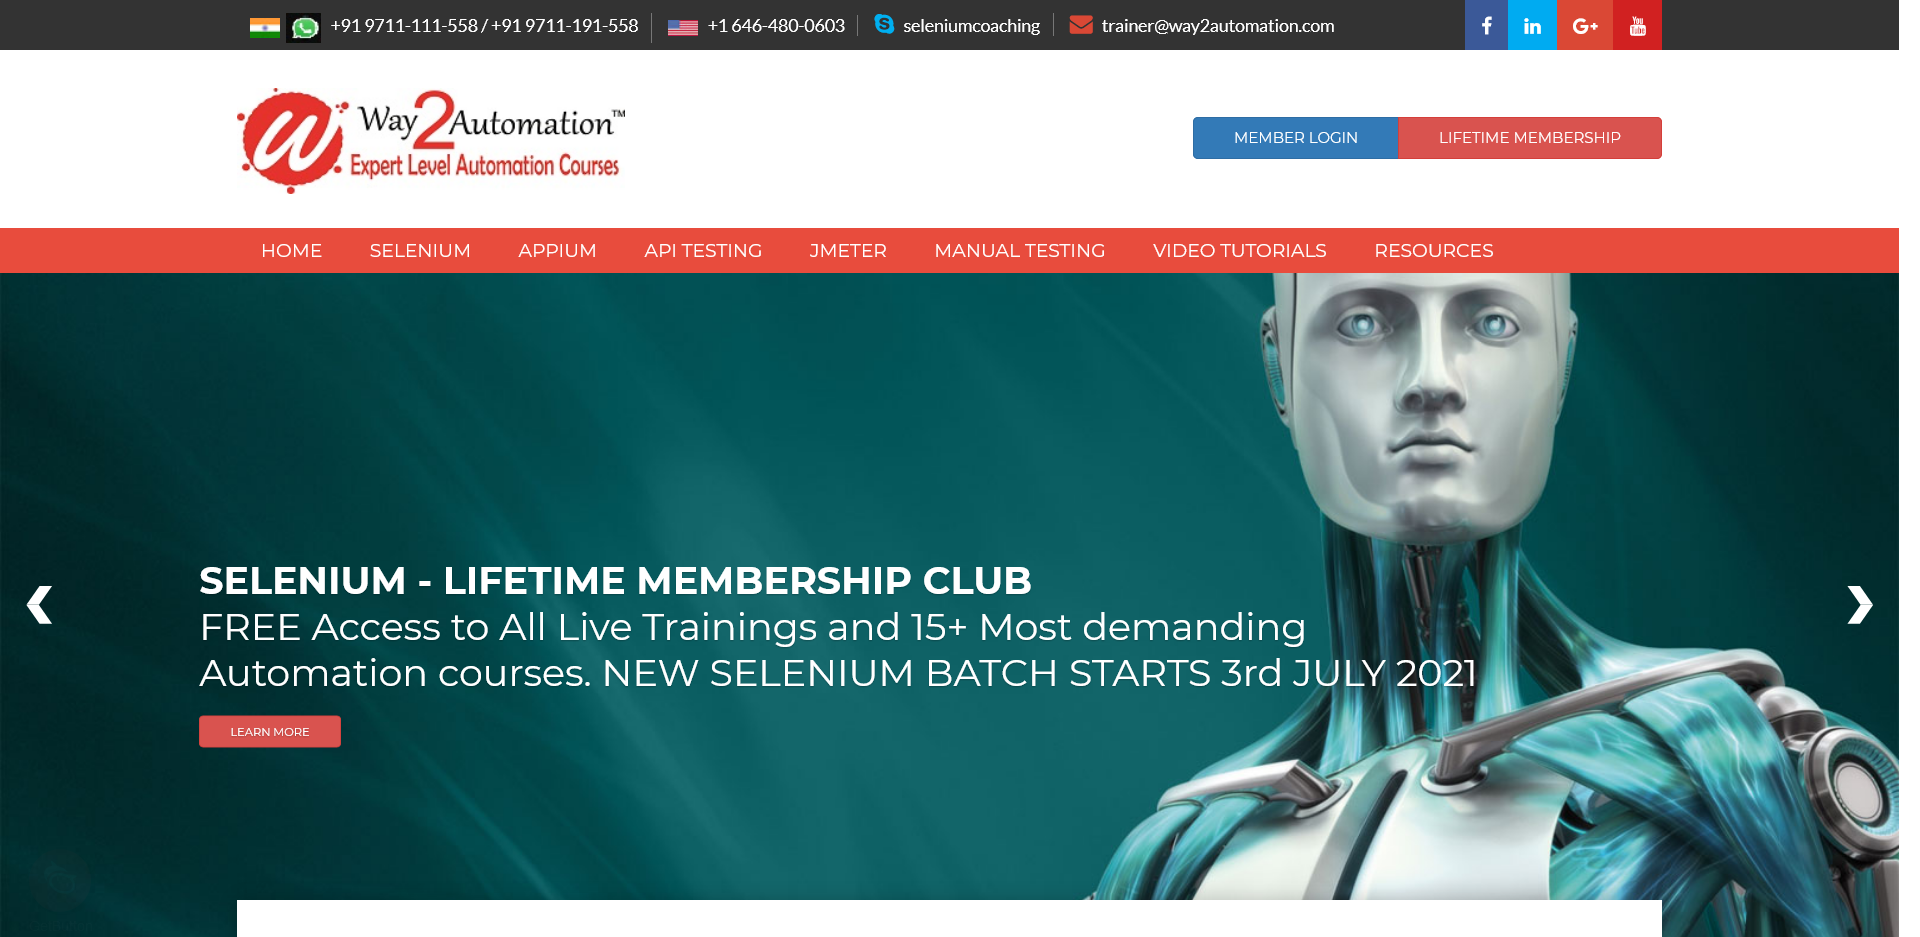 +91 9711-111-558 / +91 9711-191-558 +1 646-480-0603 seleniumcoaching trainer@way2automation.com f in G+ You Tube
Way2Automation™
Expert Level Automation Courses
MEMBER LOGIN LIFETIME MEMBERSHIP
HOME SELENIUM APPIUM API TESTING JMETER MANUAL TESTING VIDEO TUTORIALS RESOURCES
SELENIUM - LIFETIME MEMBERSHIP CLUB
FREE Access to All Live Trainings and 15+ Most demanding
Automation courses. NEW SELENIUM BATCH STARTS 3rd JULY 2021
LEARN MORE